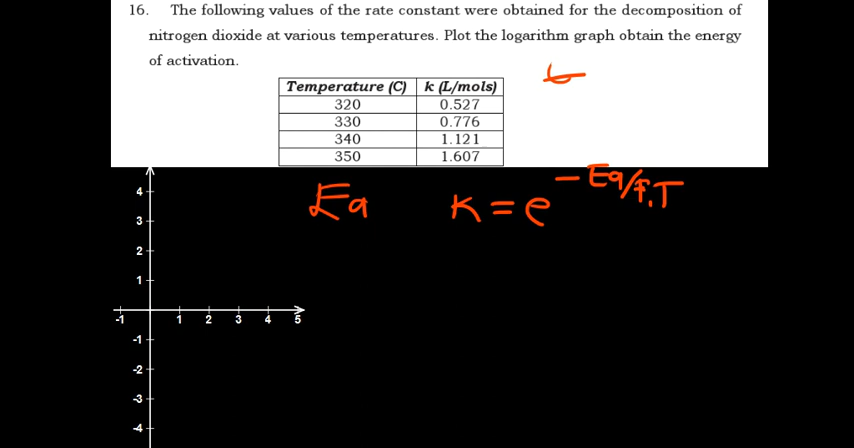 16. The following values of the rate constant were obtained for the decomposition of
nitrogen dioxide at various temperatures. Plot the logarithm graph obtain the energy
of activation.
Temperature (C) k (L/mols)
320 0.527
330 0.776
340 1.121
350 1.607
Ea K = e^-Ea/r.T
4
3
2
1
-1 1 2 3 4 5
-1
-2
-3
-4